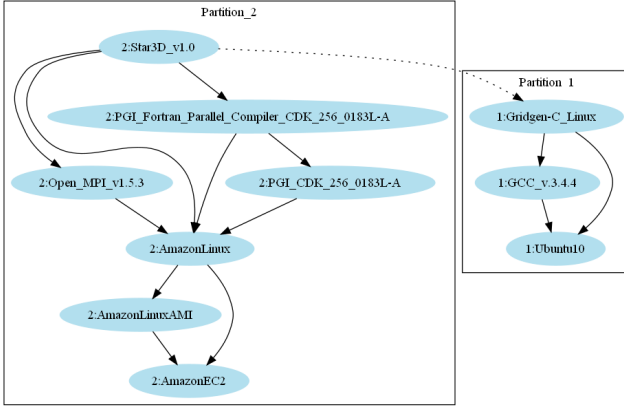 Partition_2
2:Star3D_v1.0
Partition_1
2:PGI_Fortran_Parallel_Compiler_CDK_256_0183L-A
1:Gridgen-C_Linux
2:Open_MPI_v1.5.3
2:PGI_CDK_256_0183L-A
1:GCC_v.3.4.4
2:AmazonLinux
1:Ubuntu10
2:AmazonLinuxAMI
2:AmazonEC2